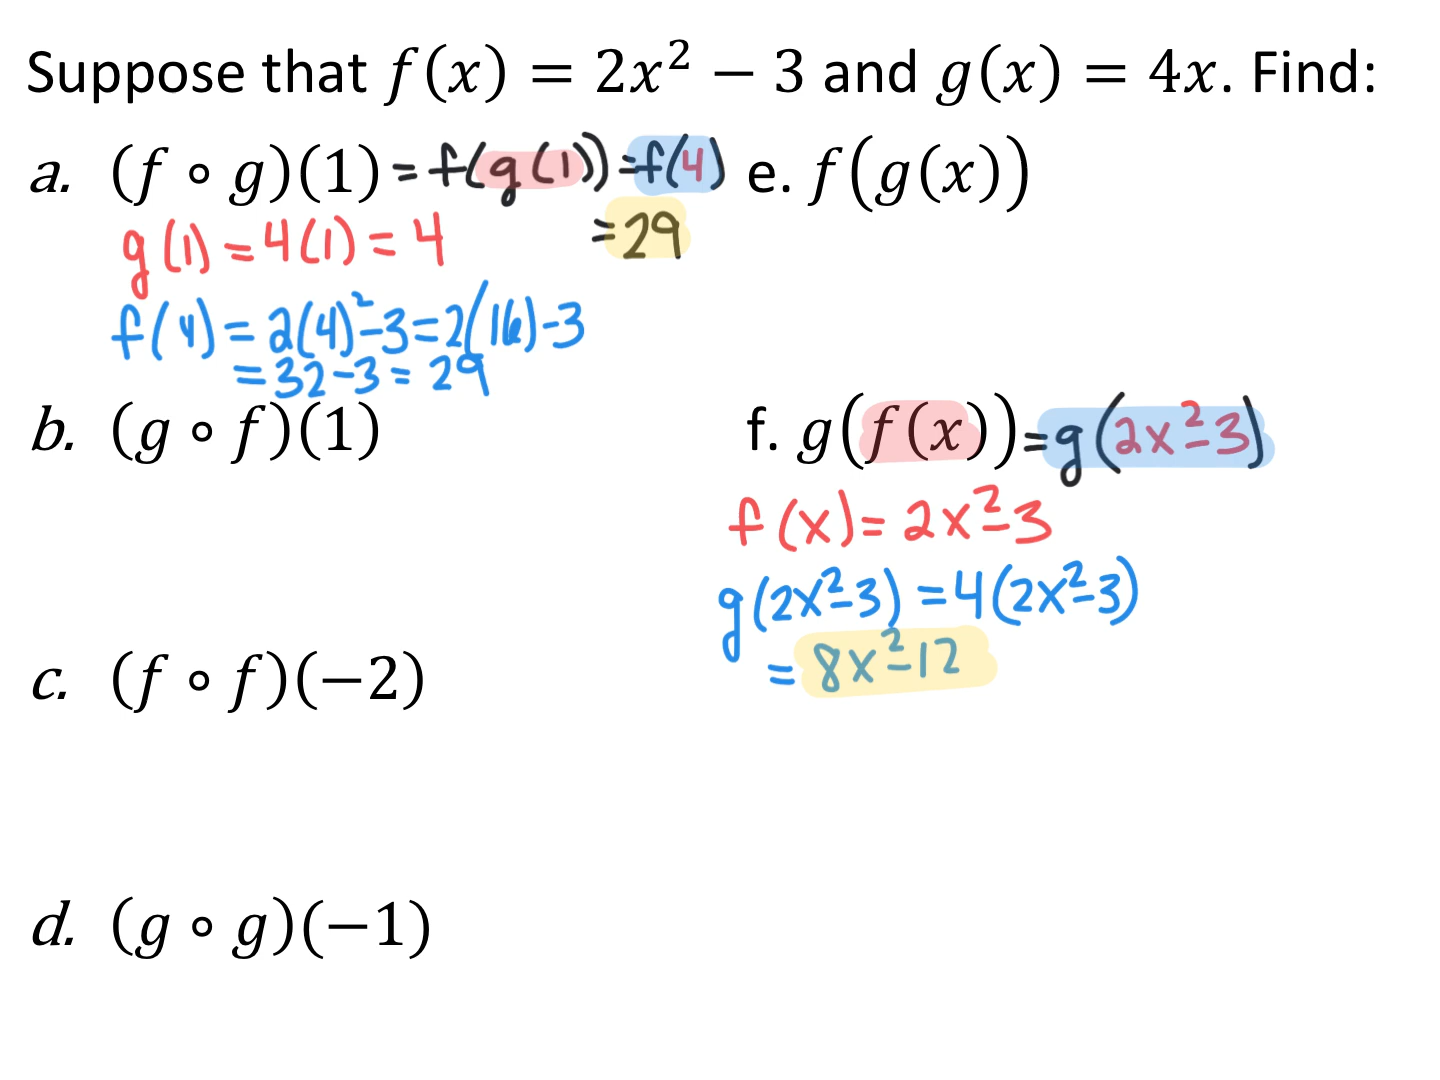 Suppose that f(x) = 2x² − 3 and g(x) = 4x. Find:
a. (f ∘ g)(1) = f(g(1)) = f(4)
= 29
g(1) = 4(1) = 4
f(4) = 2(4)² - 3 = 2(16) - 3
= 32 - 3 = 29
b. (g ∘ f)(1)
c. (f ∘ f)(−2)
d. (g ∘ g)(−1)
e. f(g(x))
f. g(f(x)) = g(2x² - 3)
f(x) = 2x² - 3
g(2x² - 3) = 4(2x² - 3)
= 8x² - 12